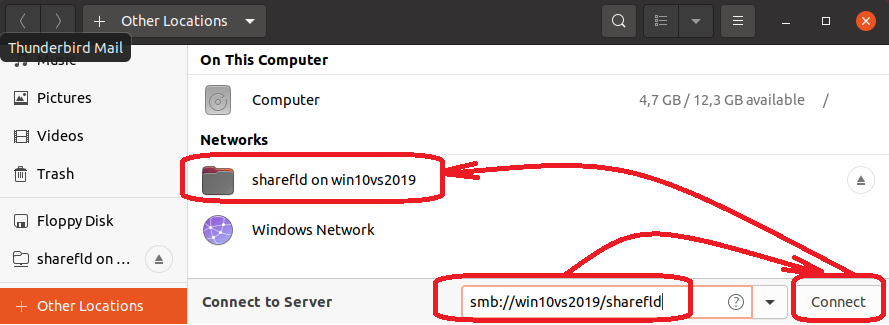 + Other Locations
Thunderbird Mail
Music
Pictures
Videos
Trash
Floppy Disk
sharefld on ...
+ Other Locations
On This Computer
Computer 4,7 GB / 12,3 GB available /
Networks
sharefld on win10vs2019
Windows Network
Connect to Server smb://win10vs2019/sharefld ? Connect